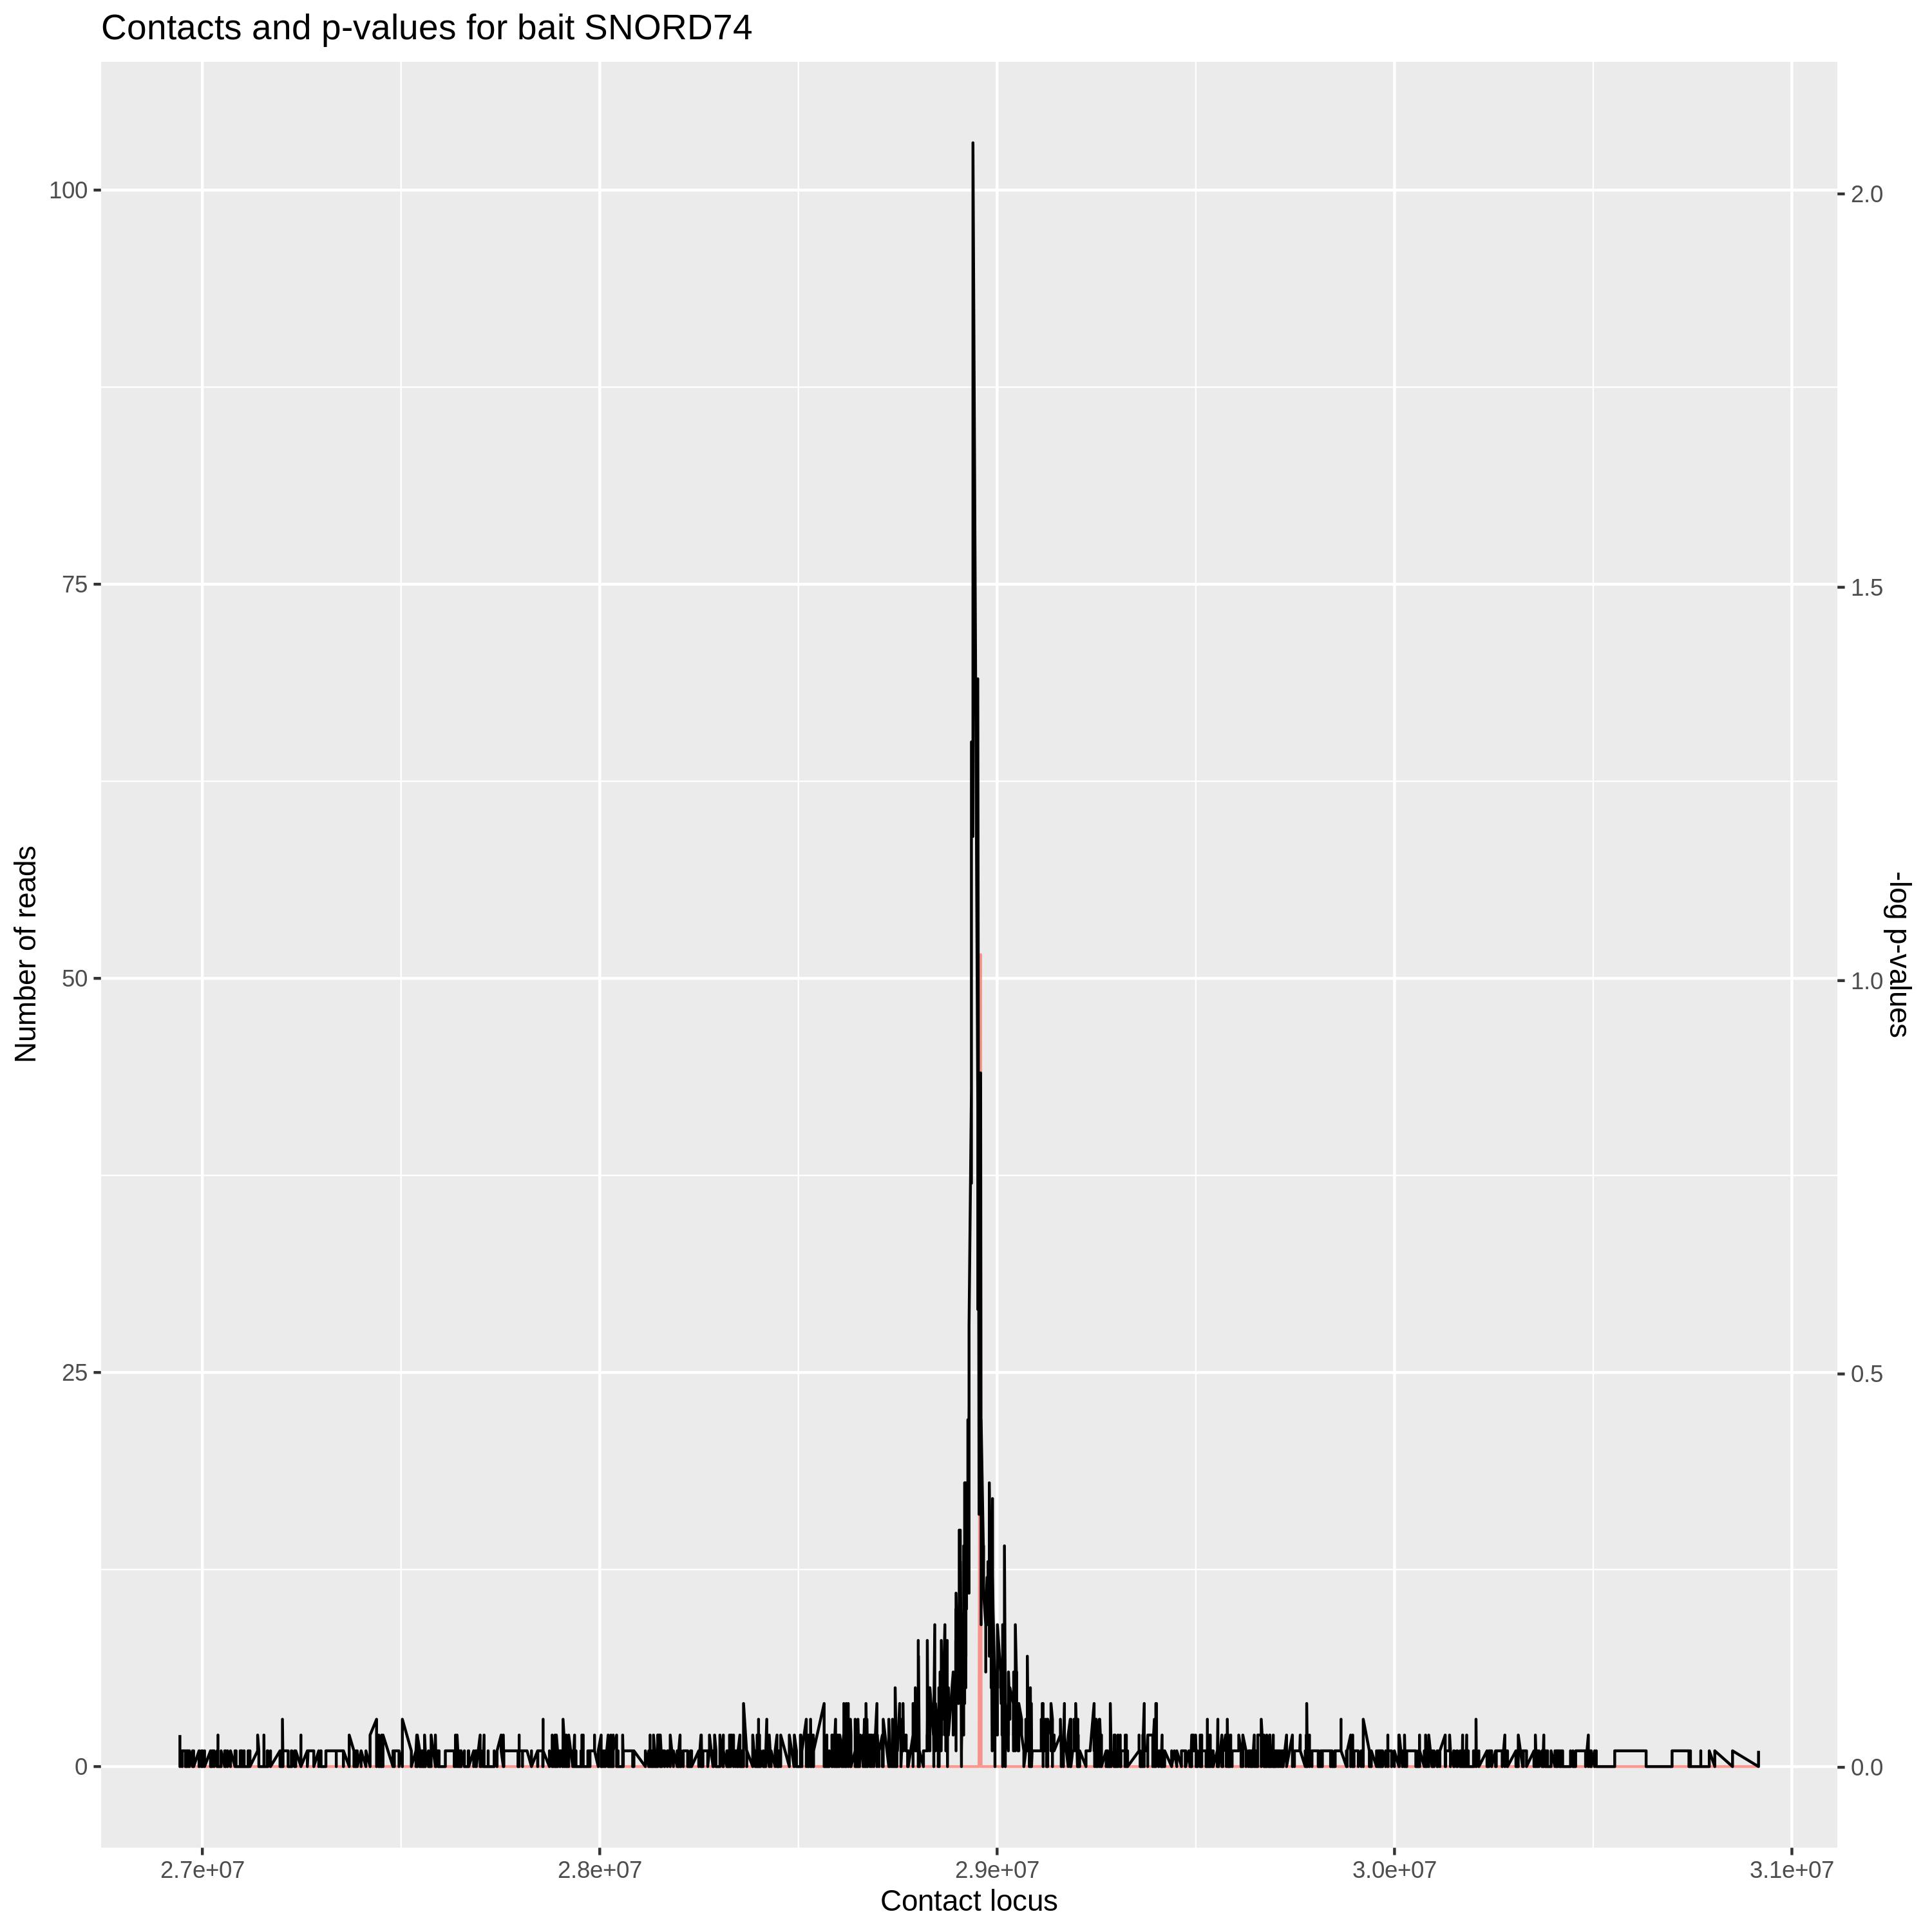 Contacts and p-values for bait SNORD74
100
75
50
25
0
Number of reads
2.0
1.5
1.0
0.5
0.0
-log p-values
2.7e+07 2.8e+07 2.9e+07 3.0e+07 3.1e+07
Contact locus